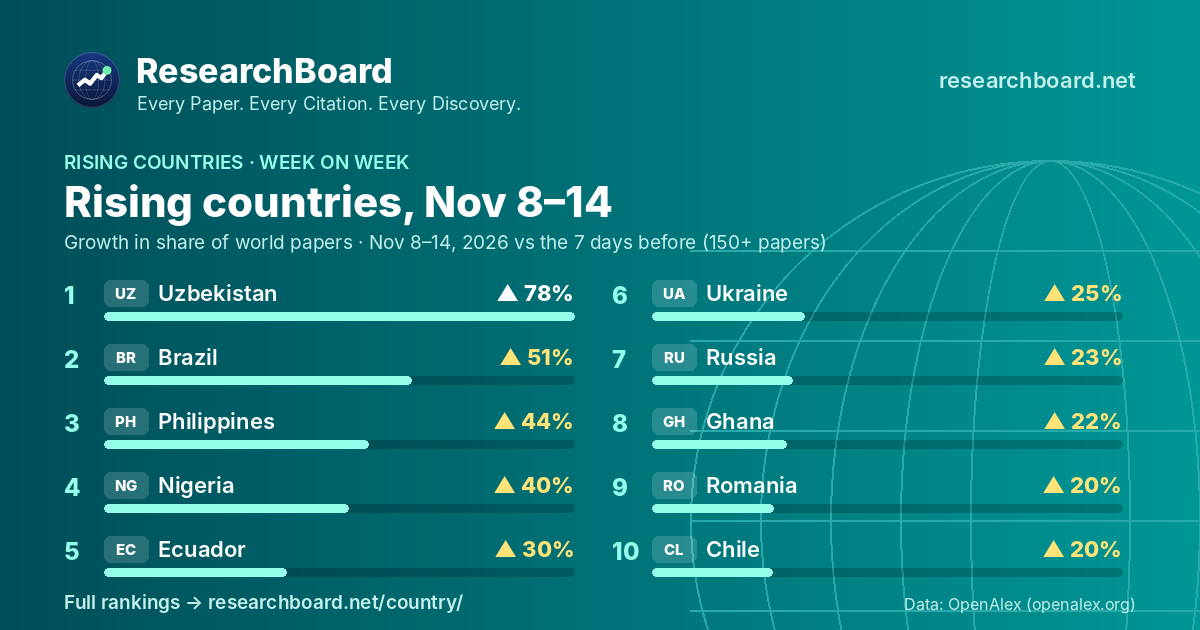 ResearchBoard
Every Paper. Every Citation. Every Discovery.
researchboard.net
RISING COUNTRIES · WEEK ON WEEK
Rising countries, Nov 8–14
Growth in share of world papers · Nov 8–14, 2026 vs the 7 days before (150+ papers)
1 UZ Uzbekistan ▲ 78%
2 BR Brazil ▲ 51%
3 PH Philippines ▲ 44%
4 NG Nigeria ▲ 40%
5 EC Ecuador ▲ 30%
6 UA Ukraine ▲ 25%
7 RU Russia ▲ 23%
8 GH Ghana ▲ 22%
9 RO Romania ▲ 20%
10 CL Chile ▲ 20%
Full rankings → researchboard.net/country/
Data: OpenAlex (openalex.org)